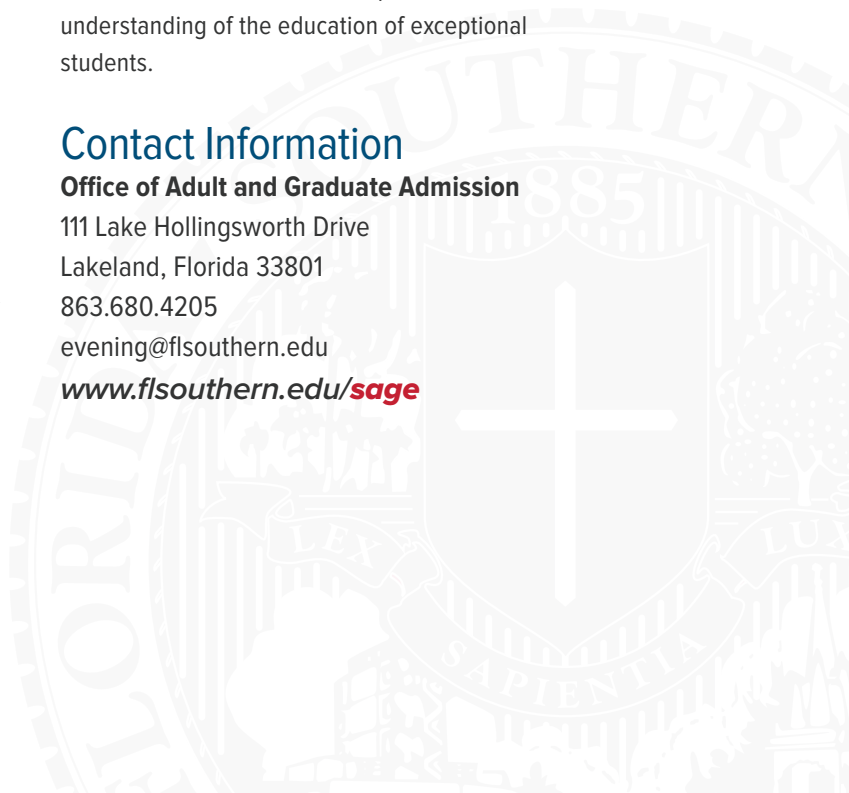 understanding of the education of exceptional
students.
Contact Information
Office of Adult and Graduate Admission
111 Lake Hollingsworth Drive
Lakeland, Florida 33801
863.680.4205
evening@flsouthern.edu
www.flsouthern.edu/sage
1885
LEX
LUX
SAPIENTIA